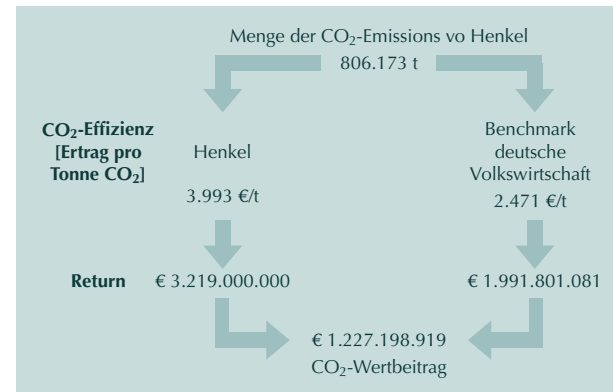 Menge der CO₂-Emissions vo Henkel
806.173 t
CO₂-Effizienz
[Ertrag pro
Tonne CO₂]
Henkel
3.993 €/t
Benchmark
deutsche
Volkswirtschaft
2.471 €/t
Return
€ 3.219.000.000
€ 1.991.801.081
€ 1.227.198.919
CO₂-Wertbeitrag